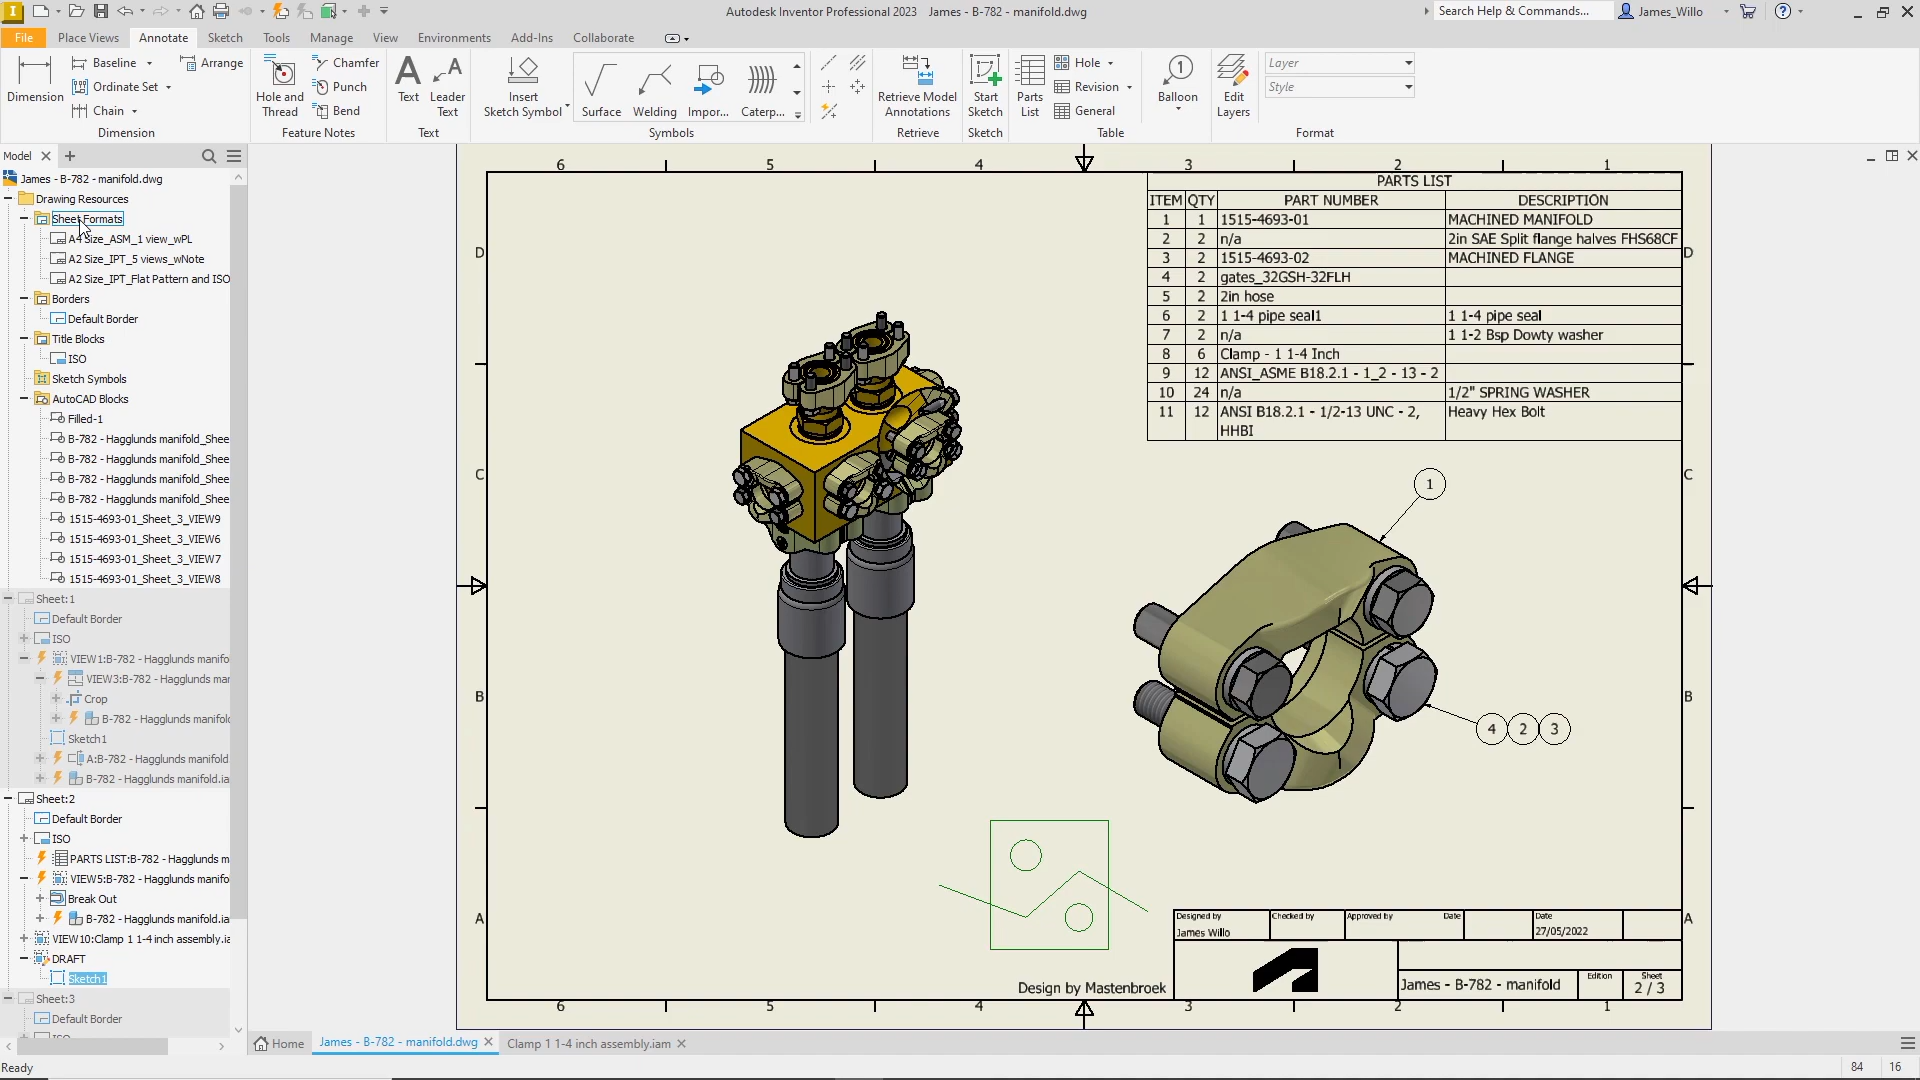 Autodesk Inventor Professional 2023 James - B-782 - manifold.dwg
Search Help & Commands...
James_Willo
File
Place Views
Annotate
Sketch
Tools
Manage
View
Environments
Add-Ins
Collaborate
Dimension
Baseline
Ordinate Set
Chain
Arrange
Dimension
Hole and Thread
Chamfer
Punch
Bend
Feature Notes
Text
Leader Text
Text
Insert Sketch Symbol
Surface
Welding
Impor...
Caterp...
Symbols
Retrieve Model Annotations
Retrieve
Start Sketch
Sketch
Parts List
Hole
Revision
General
Table
Balloon
Edit Layers
Layer
Style
Format
Model
James - B-782 - manifold.dwg
Drawing Resources
Sheet Formats
A4 Size_ASM_1 view_wPL
A2 Size_IPT_5 views_wNote
A2 Size_IPT_Flat Pattern and ISO
Borders
Default Border
Title Blocks
ISO
Sketch Symbols
AutoCAD Blocks
Filled-1
B-782 - Hagglunds manifold_Shee
B-782 - Hagglunds manifold_Shee
B-782 - Hagglunds manifold_Shee
B-782 - Hagglunds manifold_Shee
1515-4693-01_Sheet_3_VIEW9
1515-4693-01_Sheet_3_VIEW6
1515-4693-01_Sheet_3_VIEW7
1515-4693-01_Sheet_3_VIEW8
Sheet:1
Default Border
ISO
VIEW1:B-782 - Hagglunds manifo
VIEW3:B-782 - Hagglunds mar
Crop
B-782 - Hagglunds manifold
Sketch1
A:B-782 - Hagglunds manifold.
B-782 - Hagglunds manifold.ia
Sheet:2
Default Border
ISO
PARTS LIST:B-782 - Hagglunds m
VIEW5:B-782 - Hagglunds manifo
Break Out
B-782 - Hagglunds manifold.ia
VIEW10:Clamp 1 1-4 inch assembly.ia
DRAFT
Sketch1
Sheet:3
Default Border
6 5 4 3 2 1
D D
C C
B B
A A
PARTS LIST
ITEM QTY PART NUMBER DESCRIPTION
1 1 1515-4693-01 MACHINED MANIFOLD
2 2 n/a 2in SAE Split flange halves FHS68CF
3 2 1515-4693-02 MACHINED FLANGE
4 2 gates_32GSH-32FLH
5 2 2in hose
6 2 1 1-4 pipe seal1 1 1-4 pipe seal
7 2 n/a 1 1-2 Bsp Dowty washer
8 6 Clamp - 1 1-4 Inch
9 12 ANSI_ASME B18.2.1 - 1_2 - 13 - 2
10 24 n/a 1/2" SPRING WASHER
11 12 ANSI B18.2.1 - 1/2-13 UNC - 2, Heavy Hex Bolt
HHBI
1
4 2 3
Designed by Checked by Approved by Date Date
James Willo 27/05/2022
Edition Sheet
James - B-782 - manifold 2 / 3
Design by Mastenbroek
6 5 4 3 2 1
Home
James - B-782 - manifold.dwg
Clamp 1 1-4 inch assembly.iam
Ready
84 16